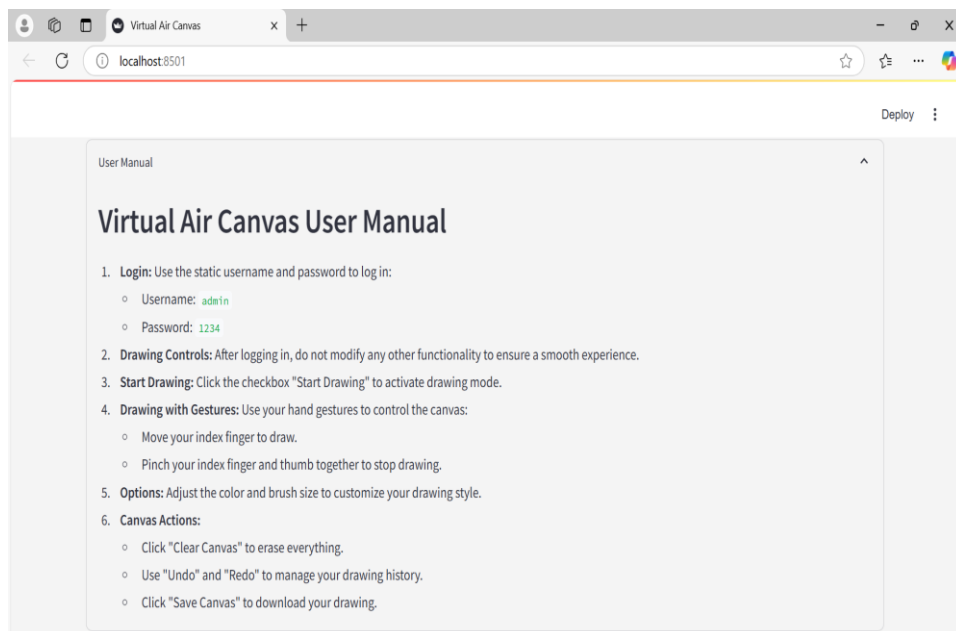 Virtual Air Canvas
localhost:8501
Deploy
User Manual
Virtual Air Canvas User Manual
1. Login: Use the static username and password to log in:
Username: admin
Password: 1234
2. Drawing Controls: After logging in, do not modify any other functionality to ensure a smooth experience.
3. Start Drawing: Click the checkbox "Start Drawing" to activate drawing mode.
4. Drawing with Gestures: Use your hand gestures to control the canvas:
Move your index finger to draw.
Pinch your index finger and thumb together to stop drawing.
5. Options: Adjust the color and brush size to customize your drawing style.
6. Canvas Actions:
Click "Clear Canvas" to erase everything.
Use "Undo" and "Redo" to manage your drawing history.
Click "Save Canvas" to download your drawing.